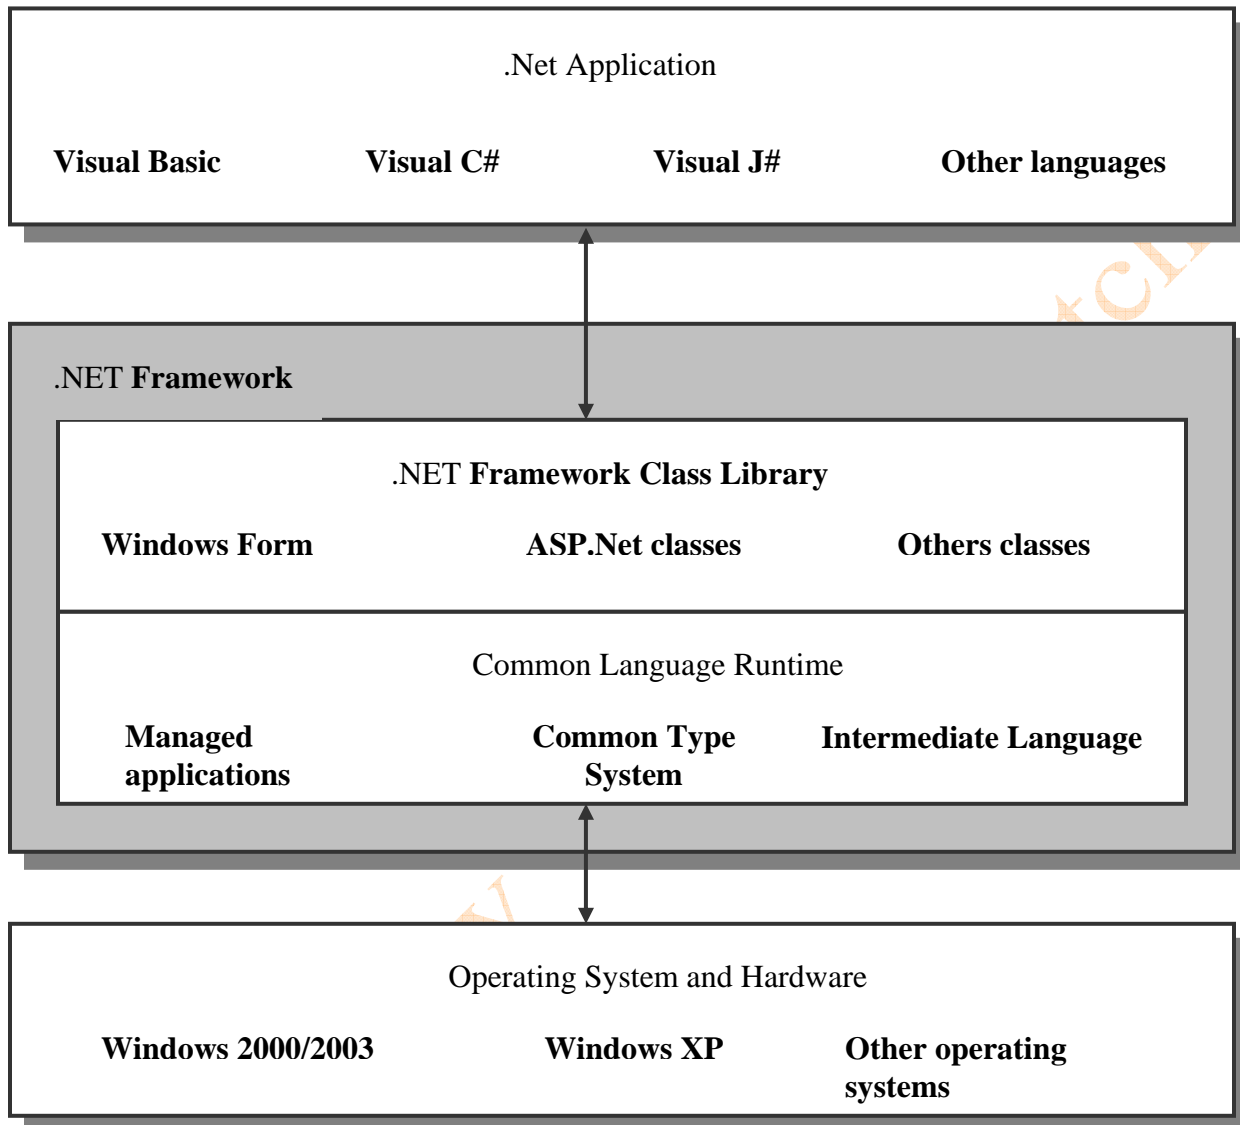 .Net Application
Visual Basic Visual C# Visual J# Other languages
.NET Framework
.NET Framework Class Library
Windows Form ASP.Net classes Others classes
Common Language Runtime
Managed applications Common Type System Intermediate Language
Operating System and Hardware
Windows 2000/2003 Windows XP Other operating systems